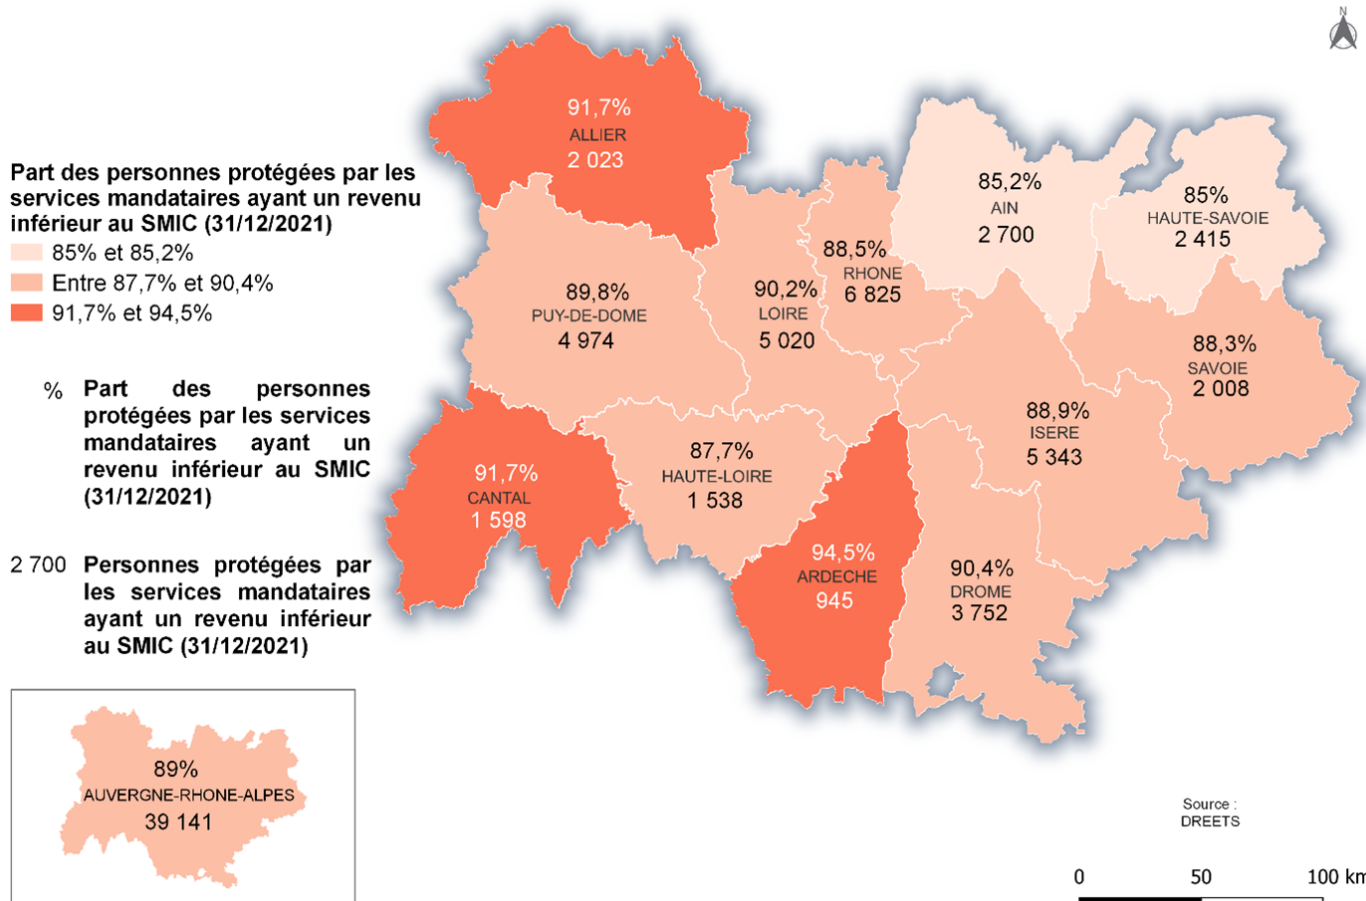 N
Part des personnes protégées par les
services mandataires ayant un revenu
inférieur au SMIC (31/12/2021)
85% et 85,2%
Entre 87,7% et 90,4%
91,7% et 94,5%
% Part des personnes
protégées par les services
mandataires ayant un
revenu inférieur au SMIC
(31/12/2021)
2 700 Personnes protégées par
les services mandataires
ayant un revenu inférieur
au SMIC (31/12/2021)
91,7%
ALLIER
2 023
85,2%
AIN
2 700
85%
HAUTE-SAVOIE
2 415
88,5%
RHONE
6 825
89,8%
PUY-DE-DOME
4 974
90,2%
LOIRE
5 020
88,3%
SAVOIE
2 008
88,9%
ISERE
5 343
91,7%
CANTAL
1 598
87,7%
HAUTE-LOIRE
1 538
94,5%
ARDECHE
945
90,4%
DROME
3 752
89%
AUVERGNE-RHONE-ALPES
39 141
Source :
DREETS
0 50 100 km